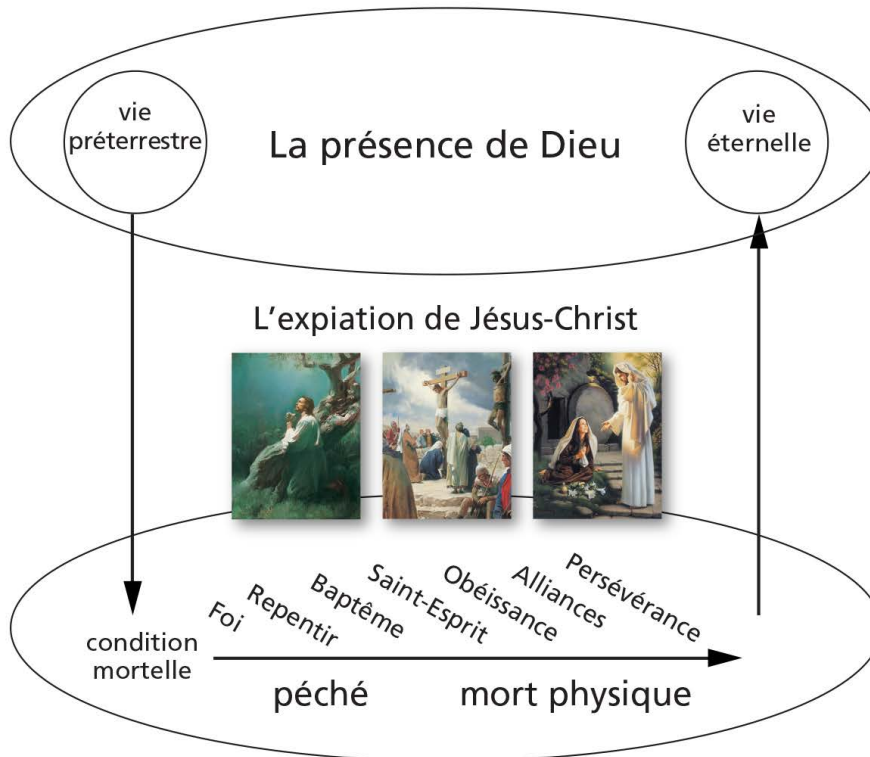 vie
préterrestre
La présence de Dieu
vie
éternelle
L’expiation de Jésus-Christ
Foi
Repentir
Baptême
Saint-Esprit
Obéissance
Alliances
Persévérance
condition
mortelle
péché
mort physique